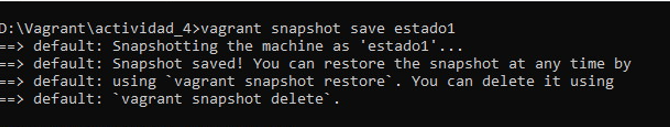 D:\Vagrant\actividad_4>vagrant snapshot save estado1
==> default: Snapshotting the machine as 'estado1'...
==> default: Snapshot saved! You can restore the snapshot at any time by
==> default: using `vagrant snapshot restore`. You can delete it using
==> default: `vagrant snapshot delete`.